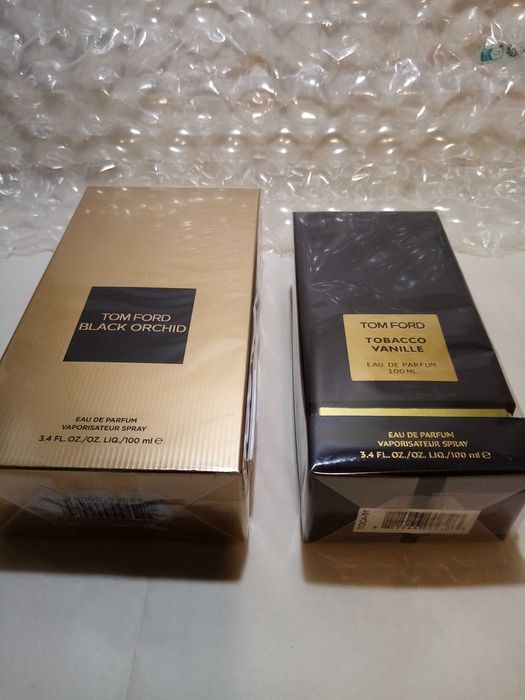 TOM FORD
BLACK ORCHID
EAU DE PARFUM
VAPORISATEUR SPRAY
3.4 FL. OZ./OZ. LIQ./100 ml ℮
TOM FORD
TOBACCO
VANILLE
EAU DE PARFUM
100 ML
EAU DE PARFUM
VAPORISATEUR SPRAY
3.4 FL. OZ./OZ. LIQ./100 ml ℮